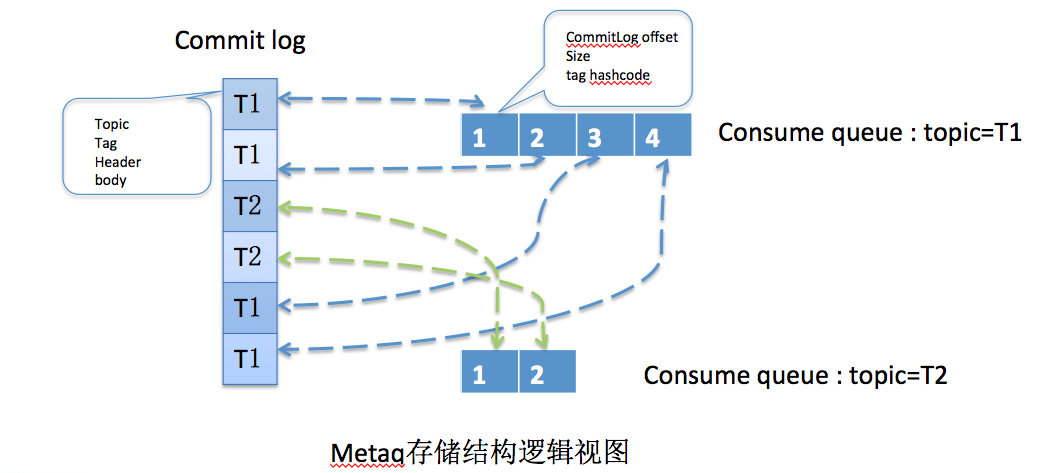 Commit log
CommitLog offset
Size
tag hashcode
Topic
Tag
Header
body
T1
T1
T2
T2
T1
T1
1 2 3 4
Consume queue : topic=T1
1 2
Consume queue : topic=T2
Metaq存储结构逻辑视图